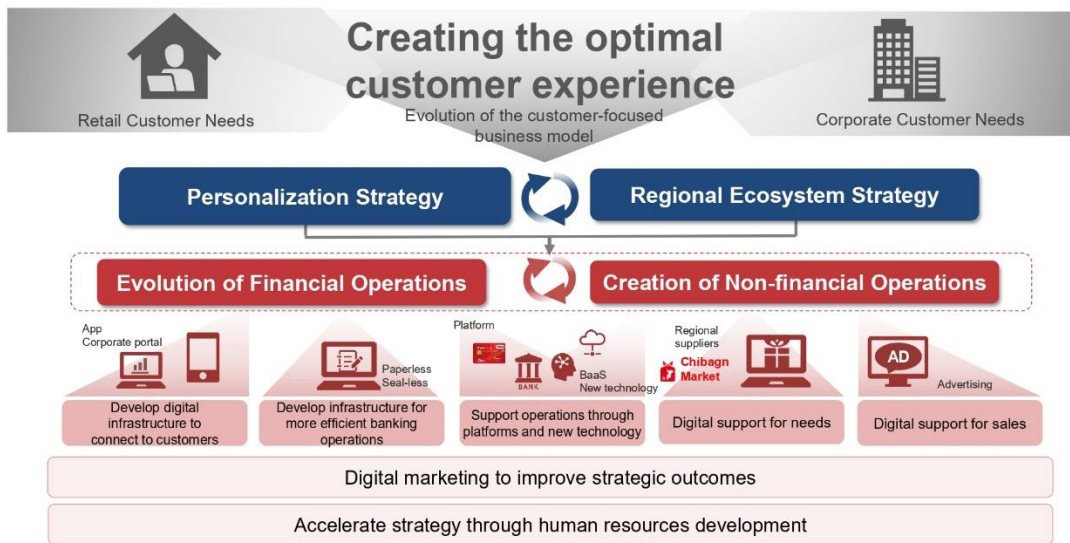 Creating the optimal
customer experience
Evolution of the customer-focused
business model
Retail Customer Needs
Corporate Customer Needs
Personalization Strategy
Regional Ecosystem Strategy
Evolution of Financial Operations
Creation of Non-financial Operations
App
Corporate portal
Develop digital
infrastructure to
connect to customers
Paperless
Seal-less
Develop infrastructure for
more efficient banking
operations
Platform
BANK
BaaS
New technology
Support operations through
platforms and new technology
Regional
suppliers
Chibagn
Market
Digital support for needs
AD
Advertising
Digital support for sales
Digital marketing to improve strategic outcomes
Accelerate strategy through human resources development